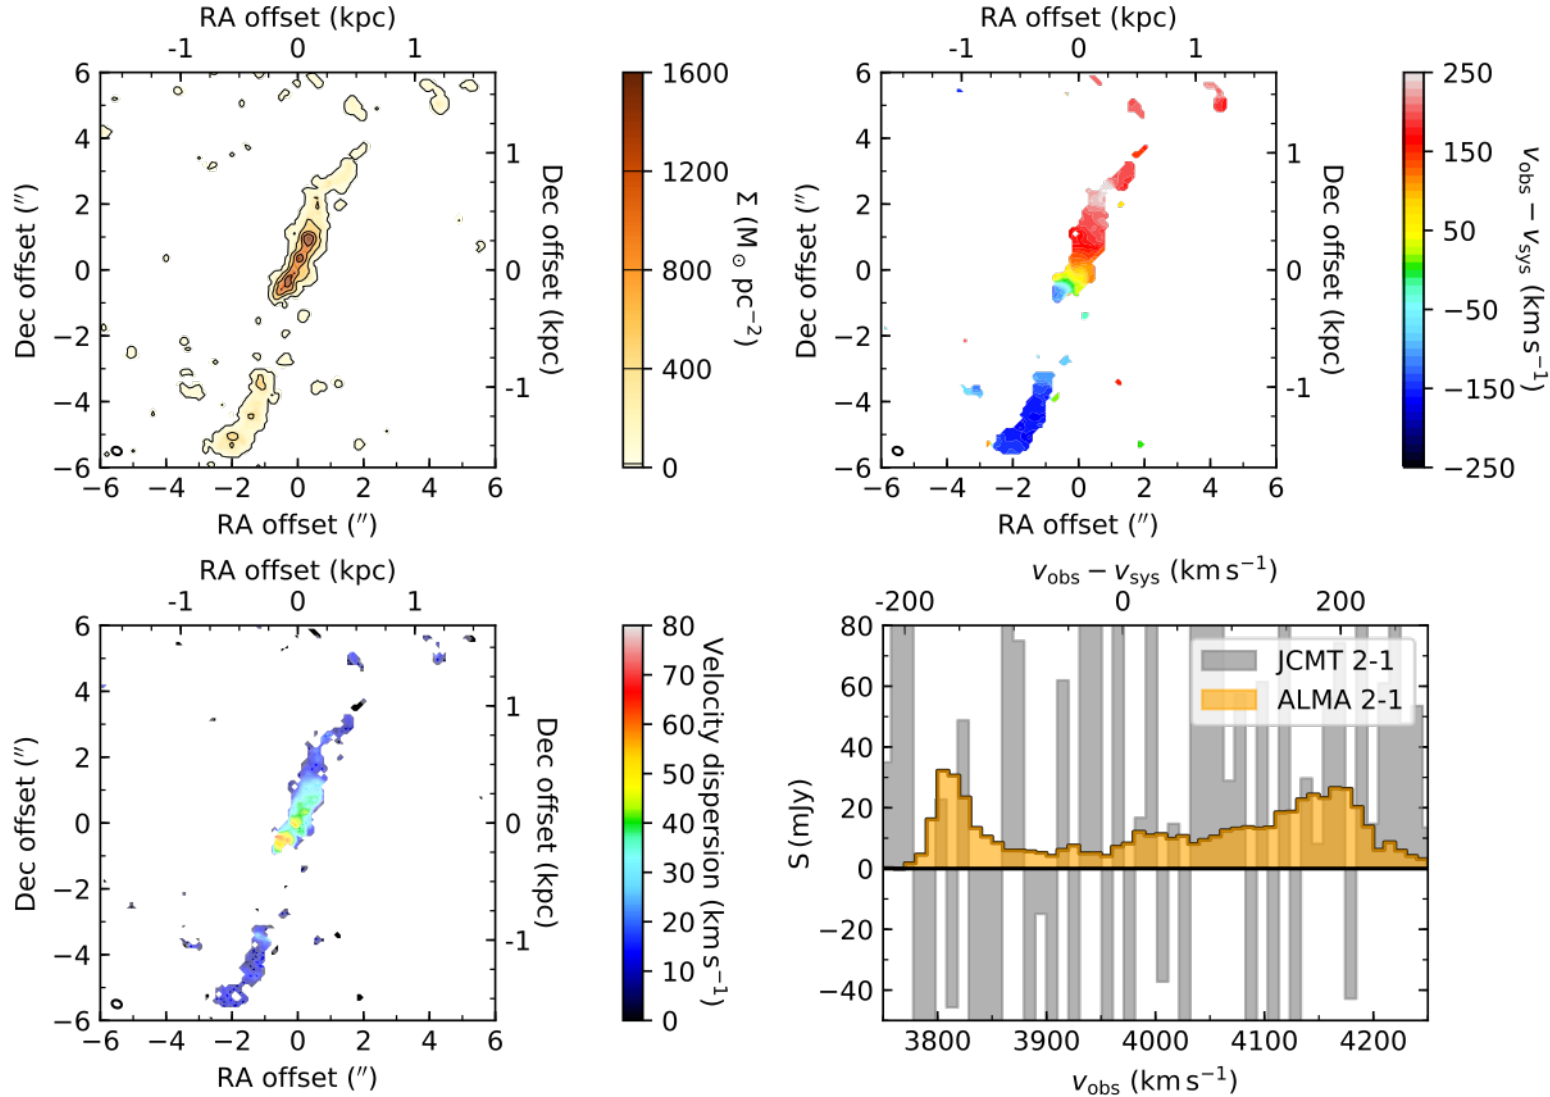 RA offset (kpc)
-1 0 1
6
4
2
0
−2
−4
−6
Dec offset (″)
−6 −4 −2 0 2 4 6
RA offset (″)
1
0
-1
Dec offset (kpc)
1600
1200
800
400
0
Σ (M⊙ pc−2)
RA offset (kpc)
-1 0 1
6
4
2
0
−2
−4
−6
Dec offset (″)
−6 −4 −2 0 2 4 6
RA offset (″)
1
0
-1
Dec offset (kpc)
250
150
50
−50
−150
−250
vobs − vsys (km s−1)
RA offset (kpc)
-1 0 1
6
4
2
0
−2
−4
−6
Dec offset (″)
−6 −4 −2 0 2 4 6
RA offset (″)
1
0
-1
Dec offset (kpc)
80
70
60
50
40
30
20
10
0
Velocity dispersion (km s−1)
vobs − vsys (km s−1)
-200 0 200
80
60
40
20
0
−20
−40
S (mJy)
JCMT 2-1
ALMA 2-1
3800 3900 4000 4100 4200
vobs (km s−1)